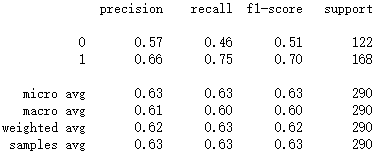 precision recall f1-score support
0 0.57 0.46 0.51 122
1 0.66 0.75 0.70 168
micro avg 0.63 0.63 0.63 290
macro avg 0.61 0.60 0.60 290
weighted avg 0.62 0.63 0.62 290
samples avg 0.63 0.63 0.63 290